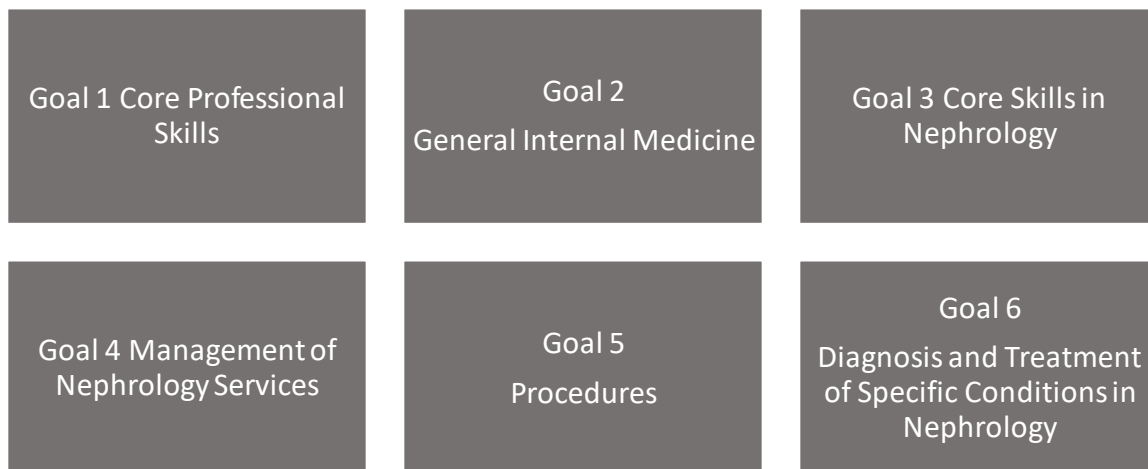 Goal 1 Core Professional
Skills
Goal 2
General Internal Medicine
Goal 3 Core Skills in
Nephrology
Goal 4 Management of
Nephrology Services
Goal 5
Procedures
Goal 6
Diagnosis and Treatment
of Specific Conditions in
Nephrology